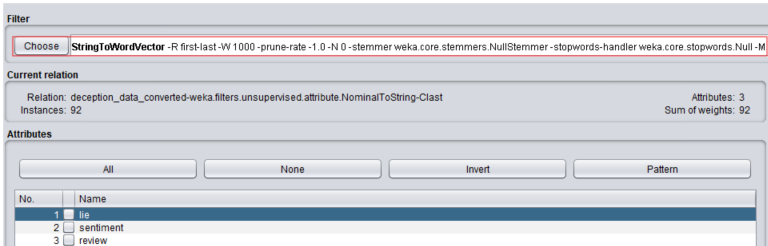 Filter
Choose StringToWordVector -R first-last -W 1000 -prune-rate -1.0 -N 0 -stemmer weka.core.stemmers.NullStemmer -stopwords-handler weka.core.stopwords.Null -M
Current relation
Relation: deception_data_converted-weka.filters.unsupervised.attribute.NominalToString-Clast Attributes: 3
Instances: 92 Sum of weights: 92
Attributes
All None Invert Pattern
No. Name
1 lie
2 sentiment
3 review